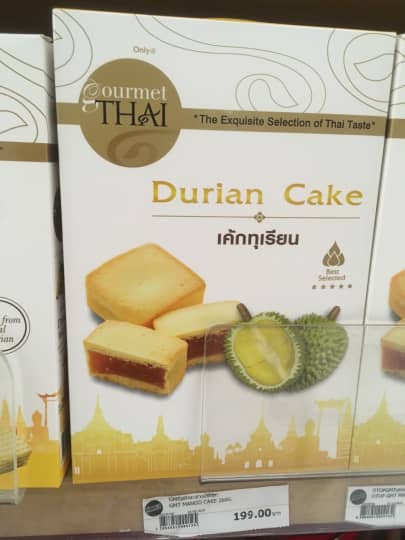 Only@
Gourmet
THAI
"The Exquisite Selection of Thai Taste"
Durian Cake
เค้กทุเรียน
Best
Selected
from
GMT MANGO CAKE
199.00